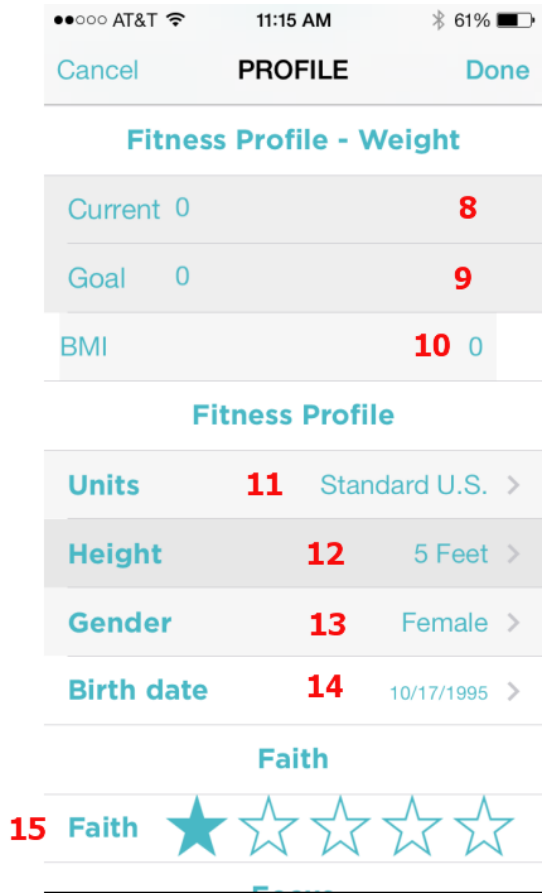 AT&T 11:15 AM 61%
Cancel PROFILE Done
Fitness Profile - Weight
Current 0 8
Goal 0 9
BMI 10 0
Fitness Profile
Units 11 Standard U.S.
Height 12 5 Feet
Gender 13 Female
Birth date 14 10/17/1995
Faith
15 Faith